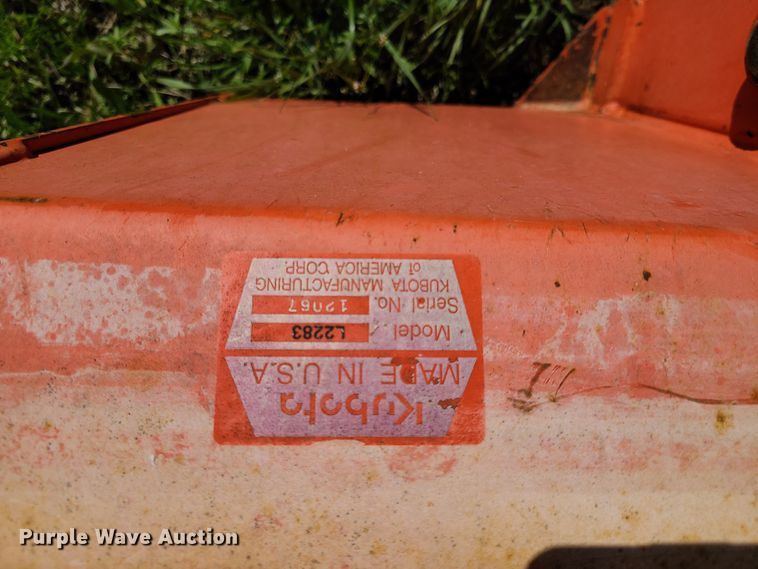 Kubota
MADE IN U.S.A.
Model L2283
Serial No. 12067
KUBOTA MANUFACTURING
of AMERICA CORP.
Purple Wave Auction